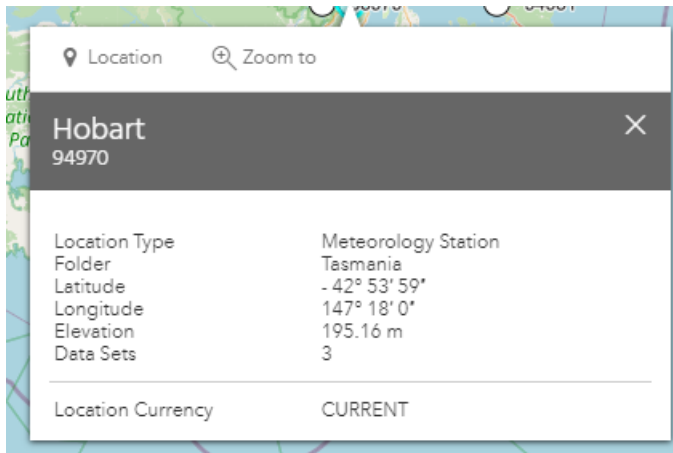 Location Zoom to
Hobart
94970
Location Type Meteorology Station
Folder Tasmania
Latitude - 42° 53′ 59″
Longitude 147° 18′ 0″
Elevation 195.16 m
Data Sets 3
Location Currency CURRENT